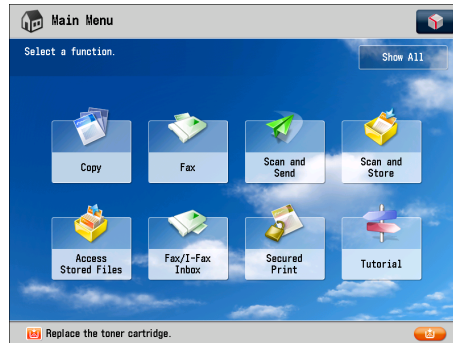 Main Menu
Select a function.
Show All
Copy
Fax
Scan and
Send
Scan and
Store
Access
Stored Files
Fax/I-Fax
Inbox
Secured
Print
Tutorial
Replace the toner cartridge.